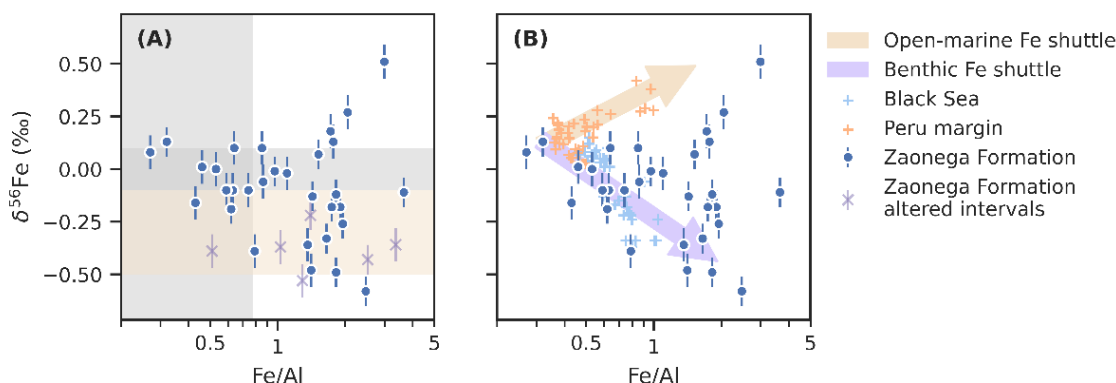 (A)
(B)
0.50
0.25
0.00
−0.25
−0.50
δ⁵⁶Fe (‰)
0.5
1
5
Fe/Al
0.5
1
5
Fe/Al
Open-marine Fe shuttle
Benthic Fe shuttle
Black Sea
Peru margin
Zaonega Formation
Zaonega Formation
altered intervals